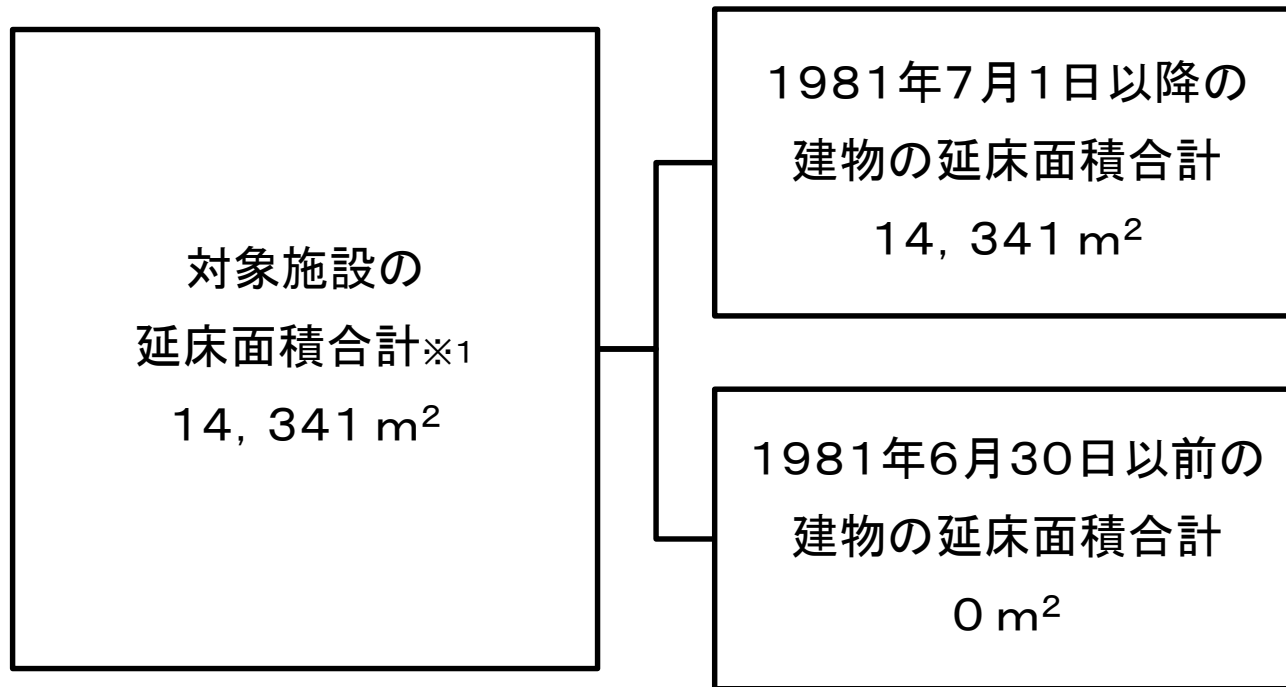 対象施設の
延床面積合計※1
14,341m²
1981年7月1日以降の
建物の延床面積合計
14,341m²
1981年6月30日以前の
建物の延床面積合計
0m²